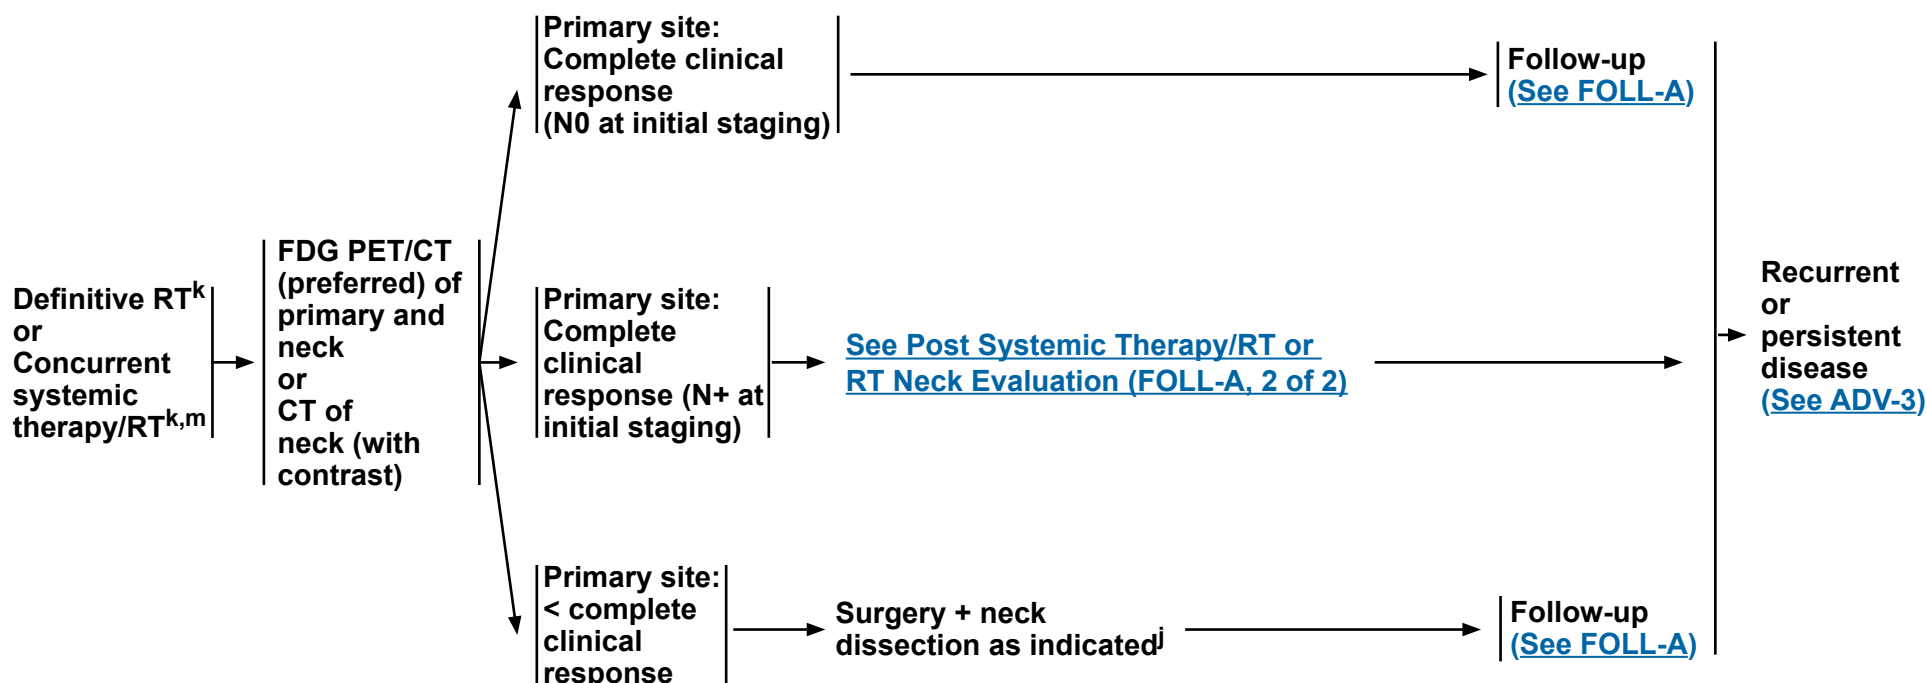 Definitive RTk
or
Concurrent
systemic
therapy/RTk,m
FDG PET/CT
(preferred) of
primary and
neck
or
CT of
neck (with
contrast)
Primary site:
Complete clinical
response
(N0 at initial staging)
Follow-up
(See FOLL-A)
Primary site:
Complete
clinical
response (N+ at
initial staging)
See Post Systemic Therapy/RT or
RT Neck Evaluation (FOLL-A, 2 of 2)
Primary site:
< complete
clinical
response
Surgery + neck
dissection as indicatedj
Follow-up
(See FOLL-A)
Recurrent
or
persistent
disease
(See ADV-3)